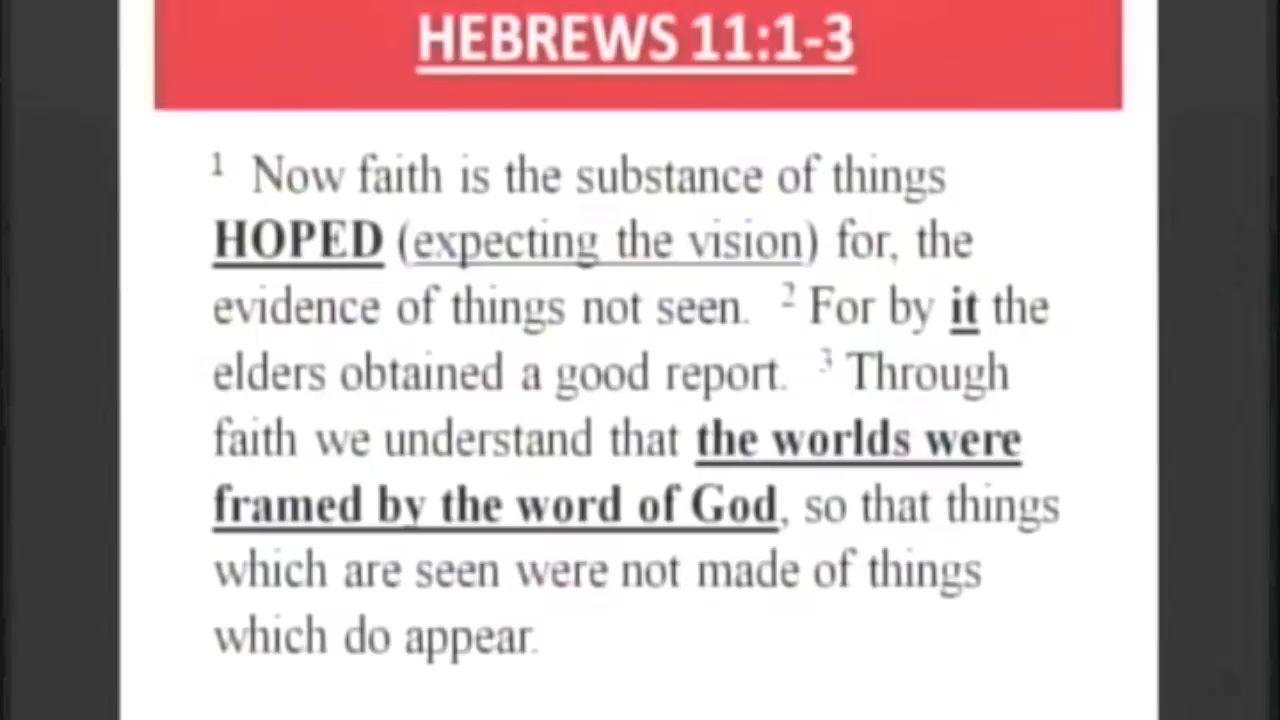 HEBREWS 11:1-3
1 Now faith is the substance of things
HOPED (expecting the vision) for, the
evidence of things not seen. 2 For by it the
elders obtained a good report. 3 Through
faith we understand that the worlds were
framed by the word of God, so that things
which are seen were not made of things
which do appear.